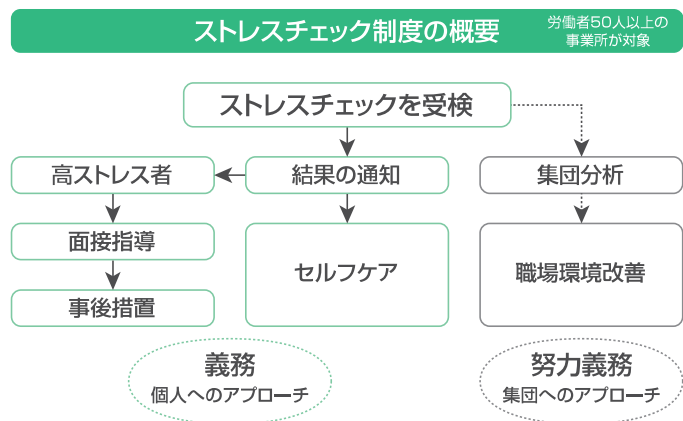 ストレスチェック制度の概要
労働者50人以上の
事業所が対象
ストレスチェックを受検
高ストレス者
結果の通知
集団分析
面接指導
セルフケア
職場環境改善
事後措置
義務
個人へのアプローチ
努力義務
集団へのアプローチ